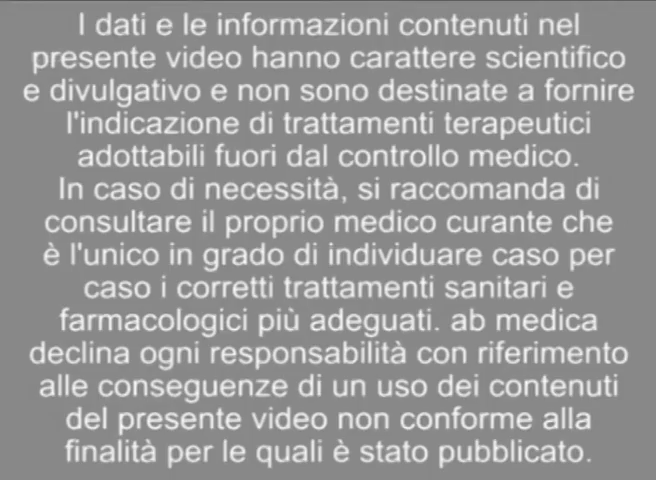 I dati e le informazioni contenuti nel
presente video hanno carattere scientifico
e divulgativo e non sono destinate a fornire
l'indicazione di trattamenti terapeutici
adottabili fuori dal controllo medico.
In caso di necessità, si raccomanda di
consultare il proprio medico curante che
è l'unico in grado di individuare caso per
caso i corretti trattamenti sanitari e
farmacologici più adeguati. ab medica
declina ogni responsabilità con riferimento
alle conseguenze di un uso dei contenuti
del presente video non conforme alla
finalità per le quali è stato pubblicato.